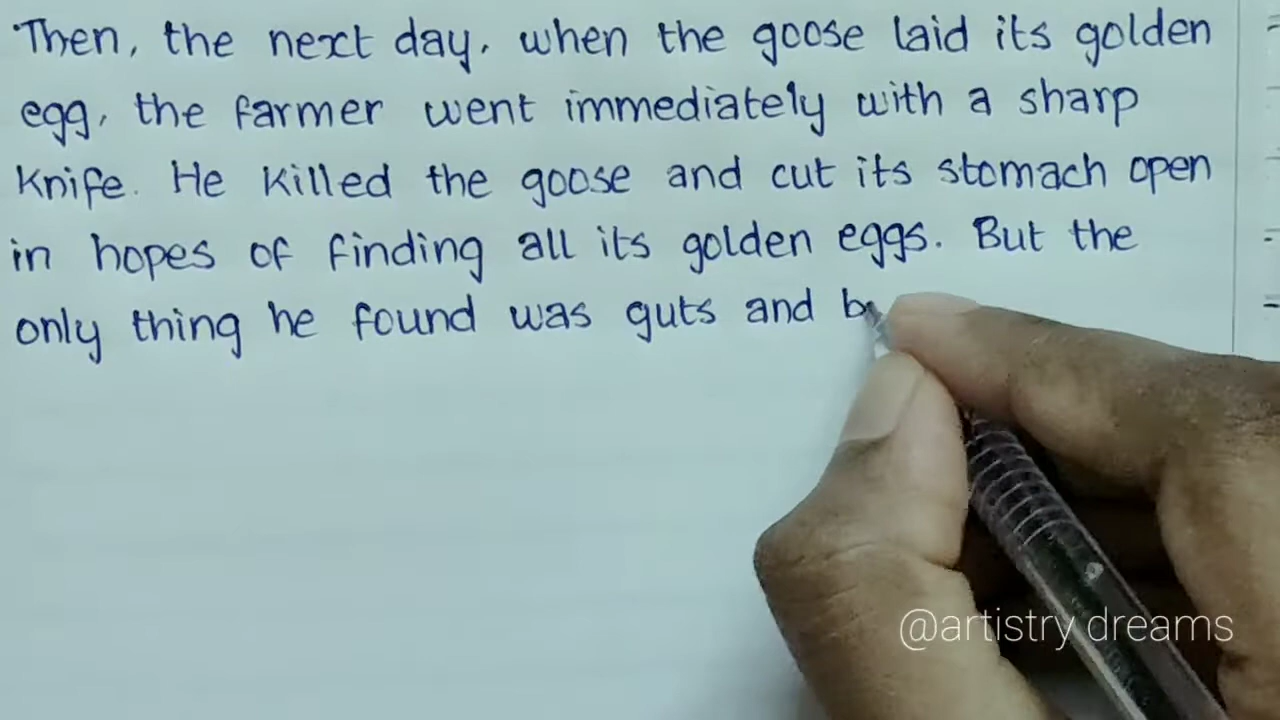 Then, the next day, when the goose laid its golden
egg, the farmer went immediately with a sharp
knife. He killed the goose and cut its stomach open
in hopes of finding all its golden eggs. But the
only thing he found was guts and
@artistry dreams